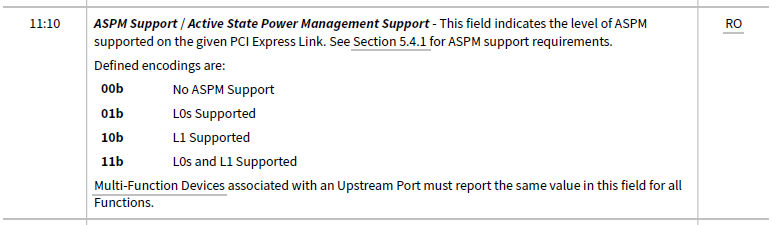 11:10 ASPM Support / Active State Power Management Support - This field indicates the level of ASPM RO
supported on the given PCI Express Link. See Section 5.4.1 for ASPM support requirements.
Defined encodings are:
00b No ASPM Support
01b L0s Supported
10b L1 Supported
11b L0s and L1 Supported
Multi-Function Devices associated with an Upstream Port must report the same value in this field for all
Functions.